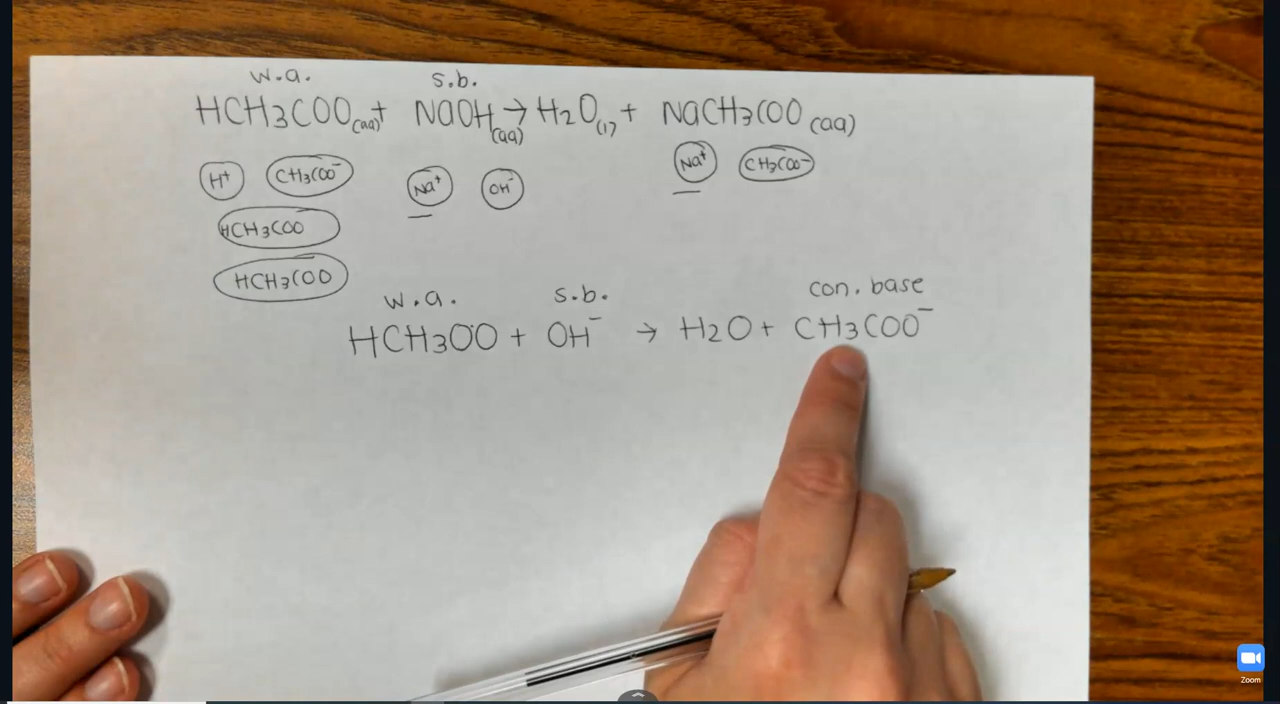 w.a. s.b.
HCH3COO(aq) + NaOH(aq) → H2O(l) + NaCH3COO (aq)
H⁺ CH3COO⁻ Na⁺ OH⁻ Na⁺ CH3COO⁻
HCH3COO
HCH3COO
w.a. s.b. con. base
HCH3OO + OH⁻ → H2O + CH3COO⁻
Zoom